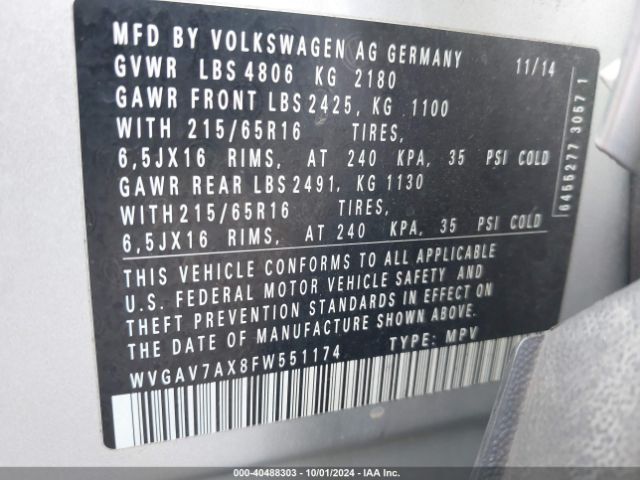 MFD BY VOLKSWAGEN AG GERMANY 11/14
GVWR LBS 4806 KG 2180
GAWR FRONT LBS 2425, KG 1100
WITH 215/65R16 TIRES,
6,5JX16 RIMS, AT 240 KPA, 35 PSI COLD
GAWR REAR LBS 2491, KG 1130
WITH215/65R16 TIRES,
6,5JX16 RIMS, AT 240 KPA, 35 PSI COLD
THIS VEHICLE CONFORMS TO ALL APPLICABLE
U.S. FEDERAL MOTOR VEHICLE SAFETY AND
THEFT PREVENTION STANDARDS IN EFFECT ON
THE DATE OF MANUFACTURE SHOWN ABOVE.
WVGAV7AX8FW551174 TYPE: MPV
6455277 3057 1
000-40488303 - 10/01/2024 - IAA Inc.